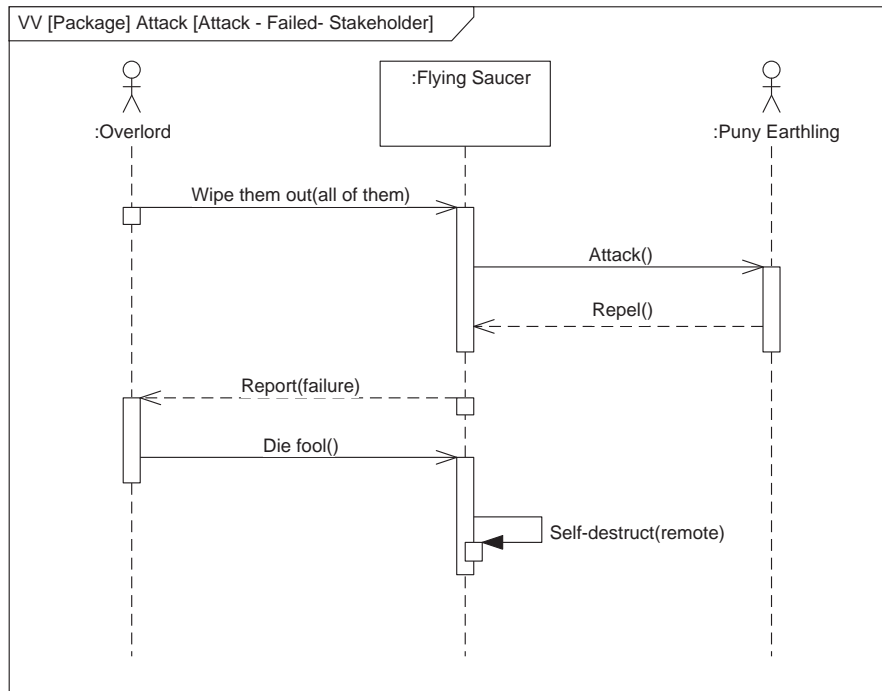 VV [Package] Attack [Attack - Failed- Stakeholder]
:Overlord
:Flying Saucer
:Puny Earthling
Wipe them out(all of them)
Attack()
Repel()
Report(failure)
Die fool()
Self-destruct(remote)